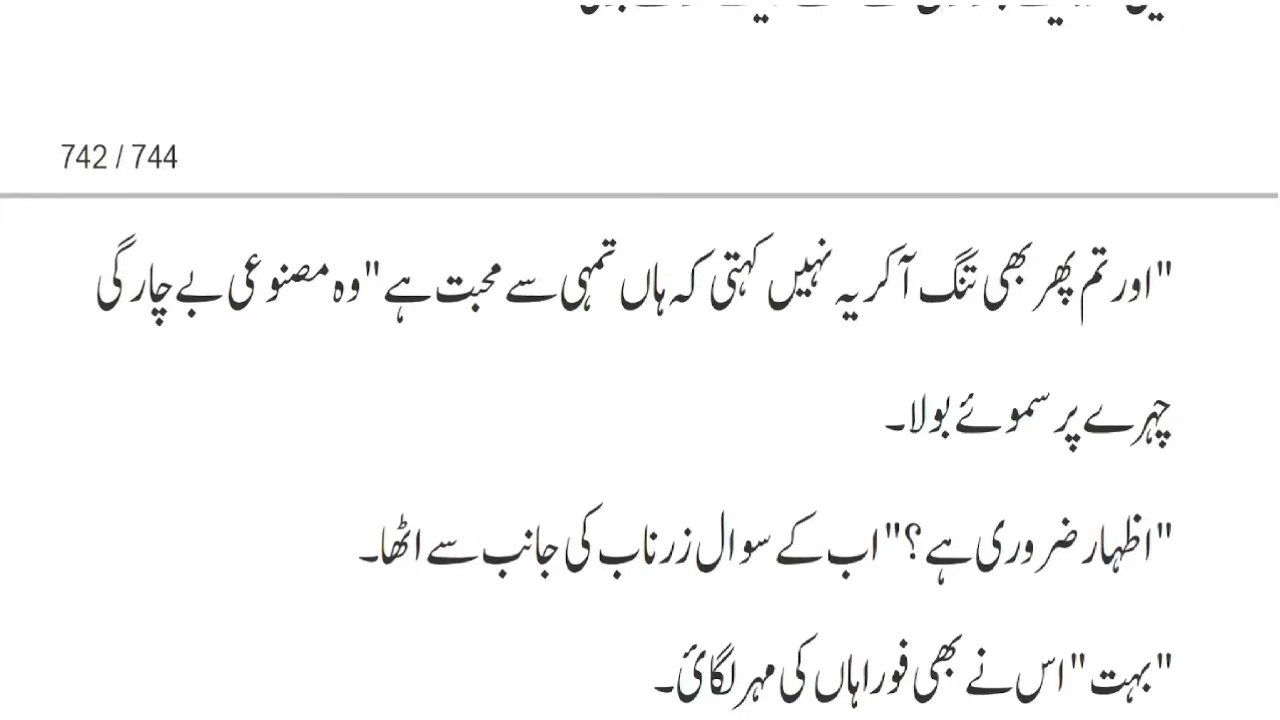 742 / 744
"اور تم پھر بھی تنگ آ کر یہ نہیں کہتی کہ ہاں تمہی سے محبت ہے" وہ مصنوعی بے چارگی
چہرے پر سموئے بولا۔
"اظہار ضروری ہے؟" اب کے سوال زرناب کی جانب سے اٹھا۔
"بہت" اس نے بھی فورا ہاں کی مہر لگائ۔